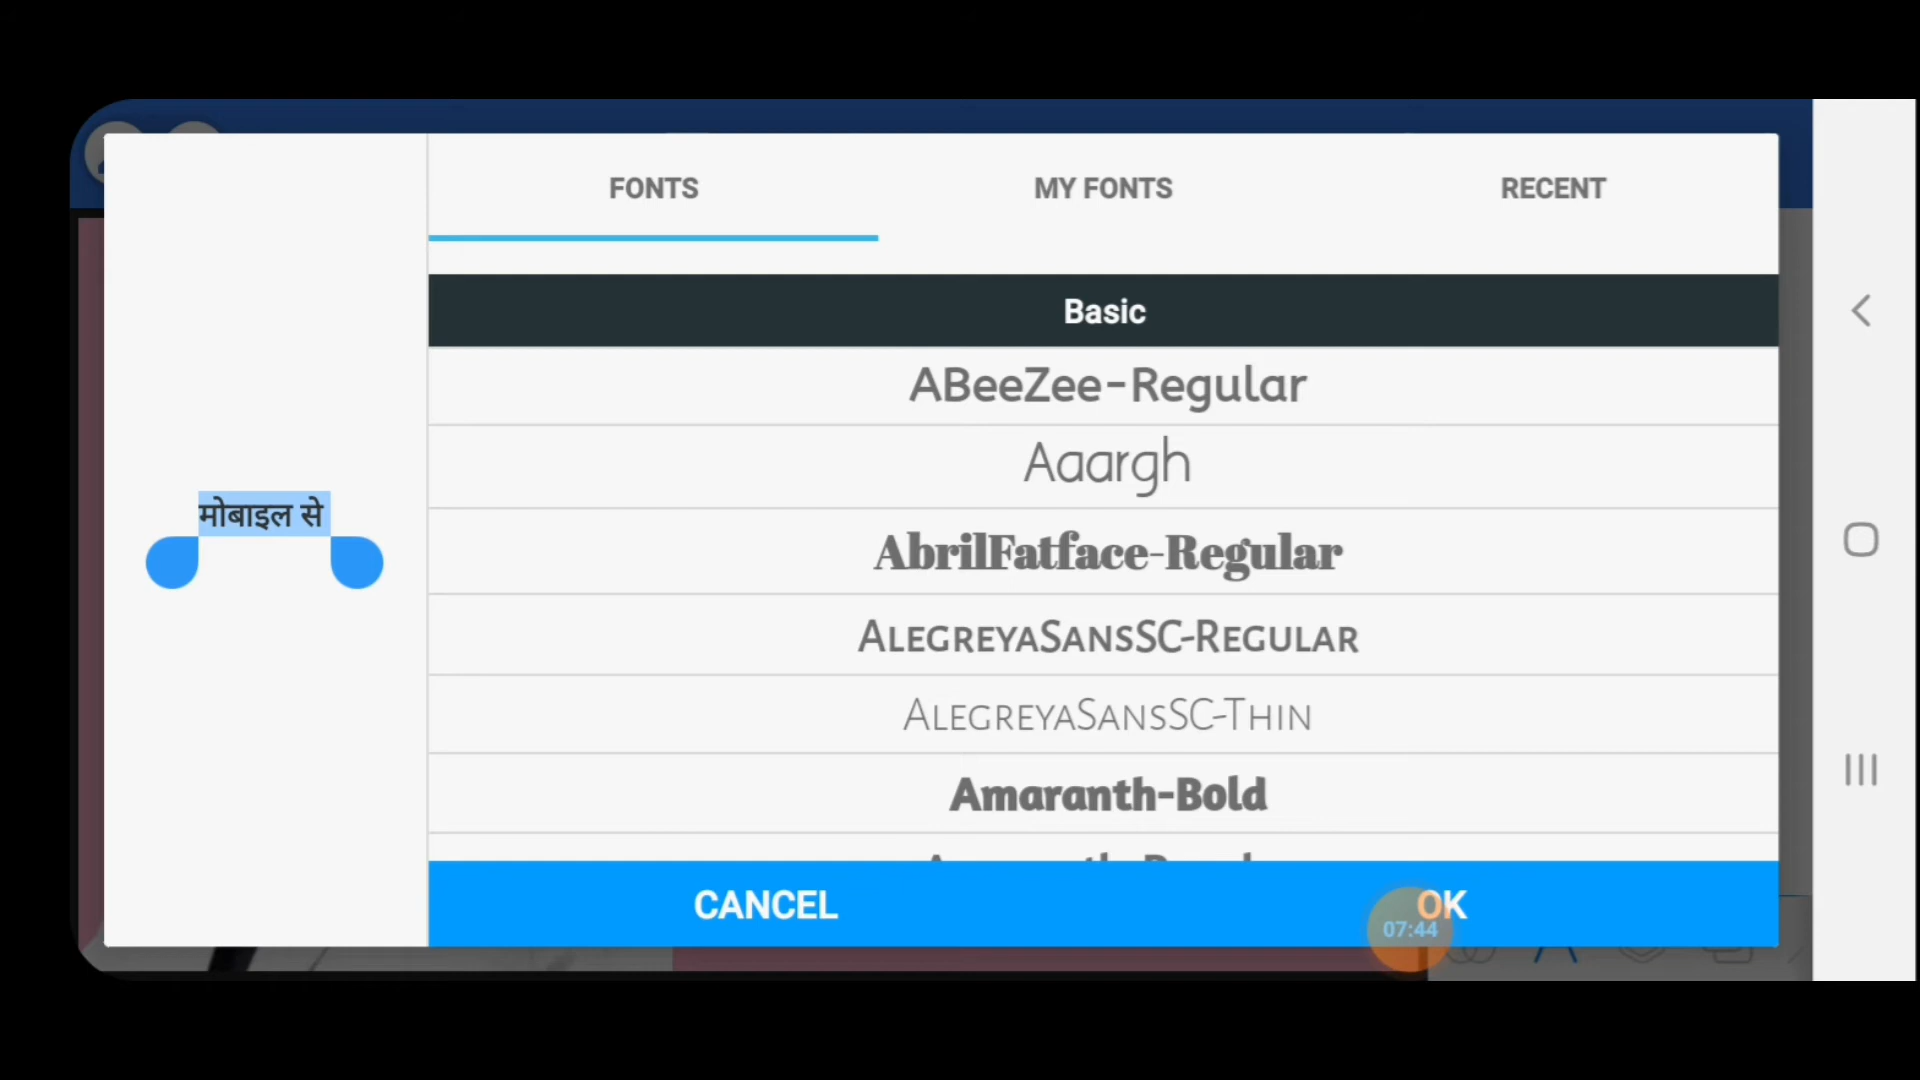 FONTS
MY FONTS
RECENT
Basic
ABeeZee-Regular
Aaargh
AbrilFatface-Regular
मोबाइल से
AlegreyaSansSC-Regular
AlegreyaSansSC-Thin
Amaranth-Bold
CANCEL
OK
07:44